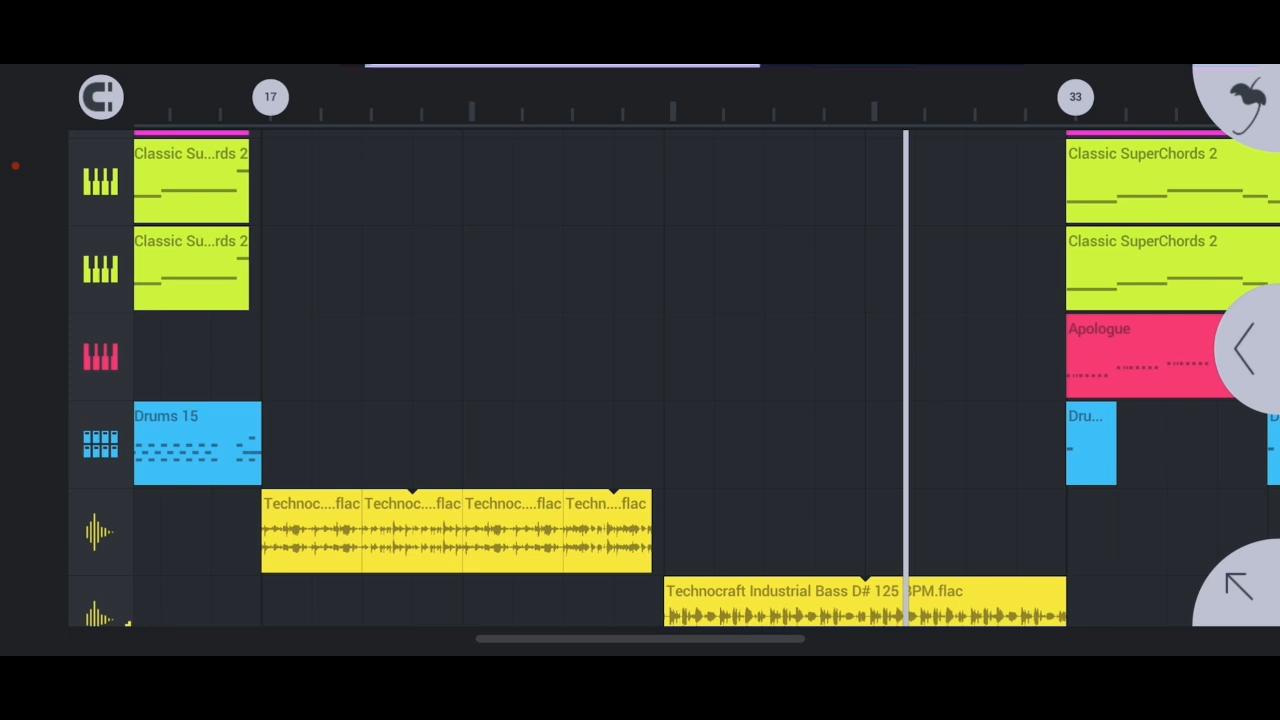 17
33
Classic Su...rds 2
Classic SuperChords 2
Classic Su...rds 2
Classic SuperChords 2
Apologue
Drums 15
Dru...
Technoc....flac
Technoc....flac
Technoc....flac
Techn....flac
Technocraft Industrial Bass D# 125 BPM.flac